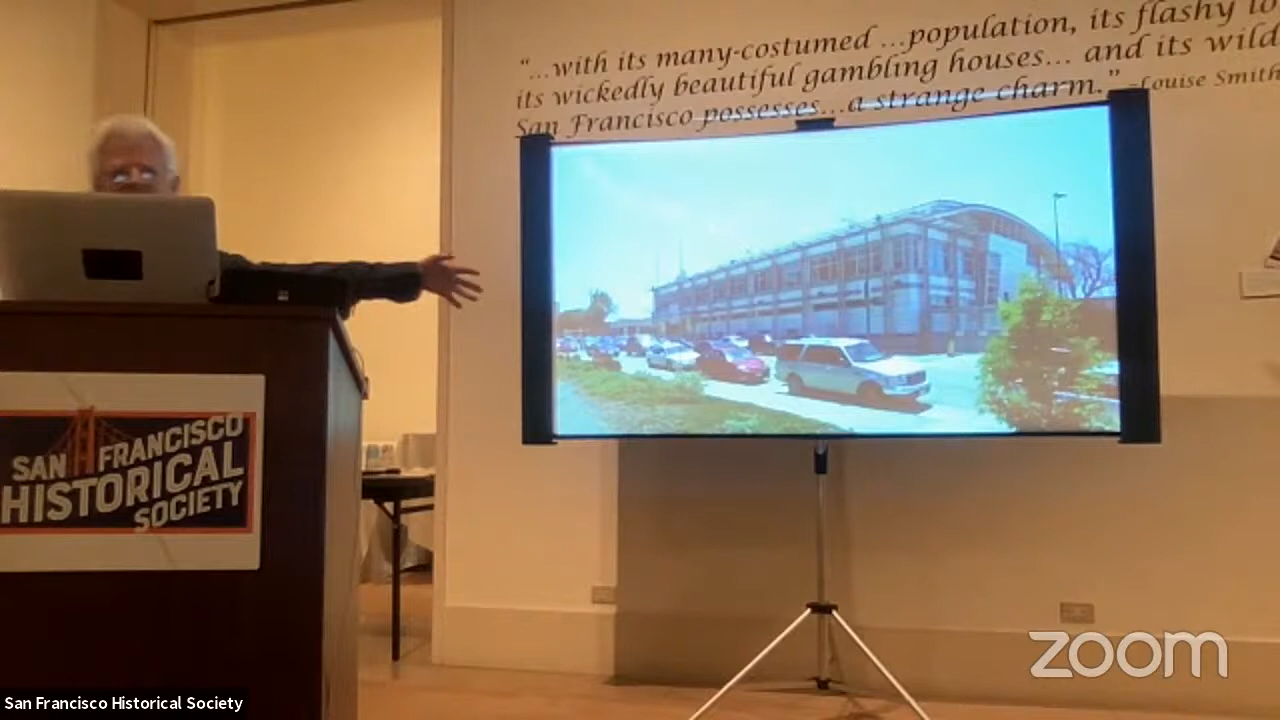 “...with its many-costumed ...population, its flashy
its wickedly beautiful gambling houses... and its wild
San Francisco possesses...a strange charm.” –Louise Smith
SAN FRANCISCO
HISTORICAL
SOCIETY
zoom
San Francisco Historical Society